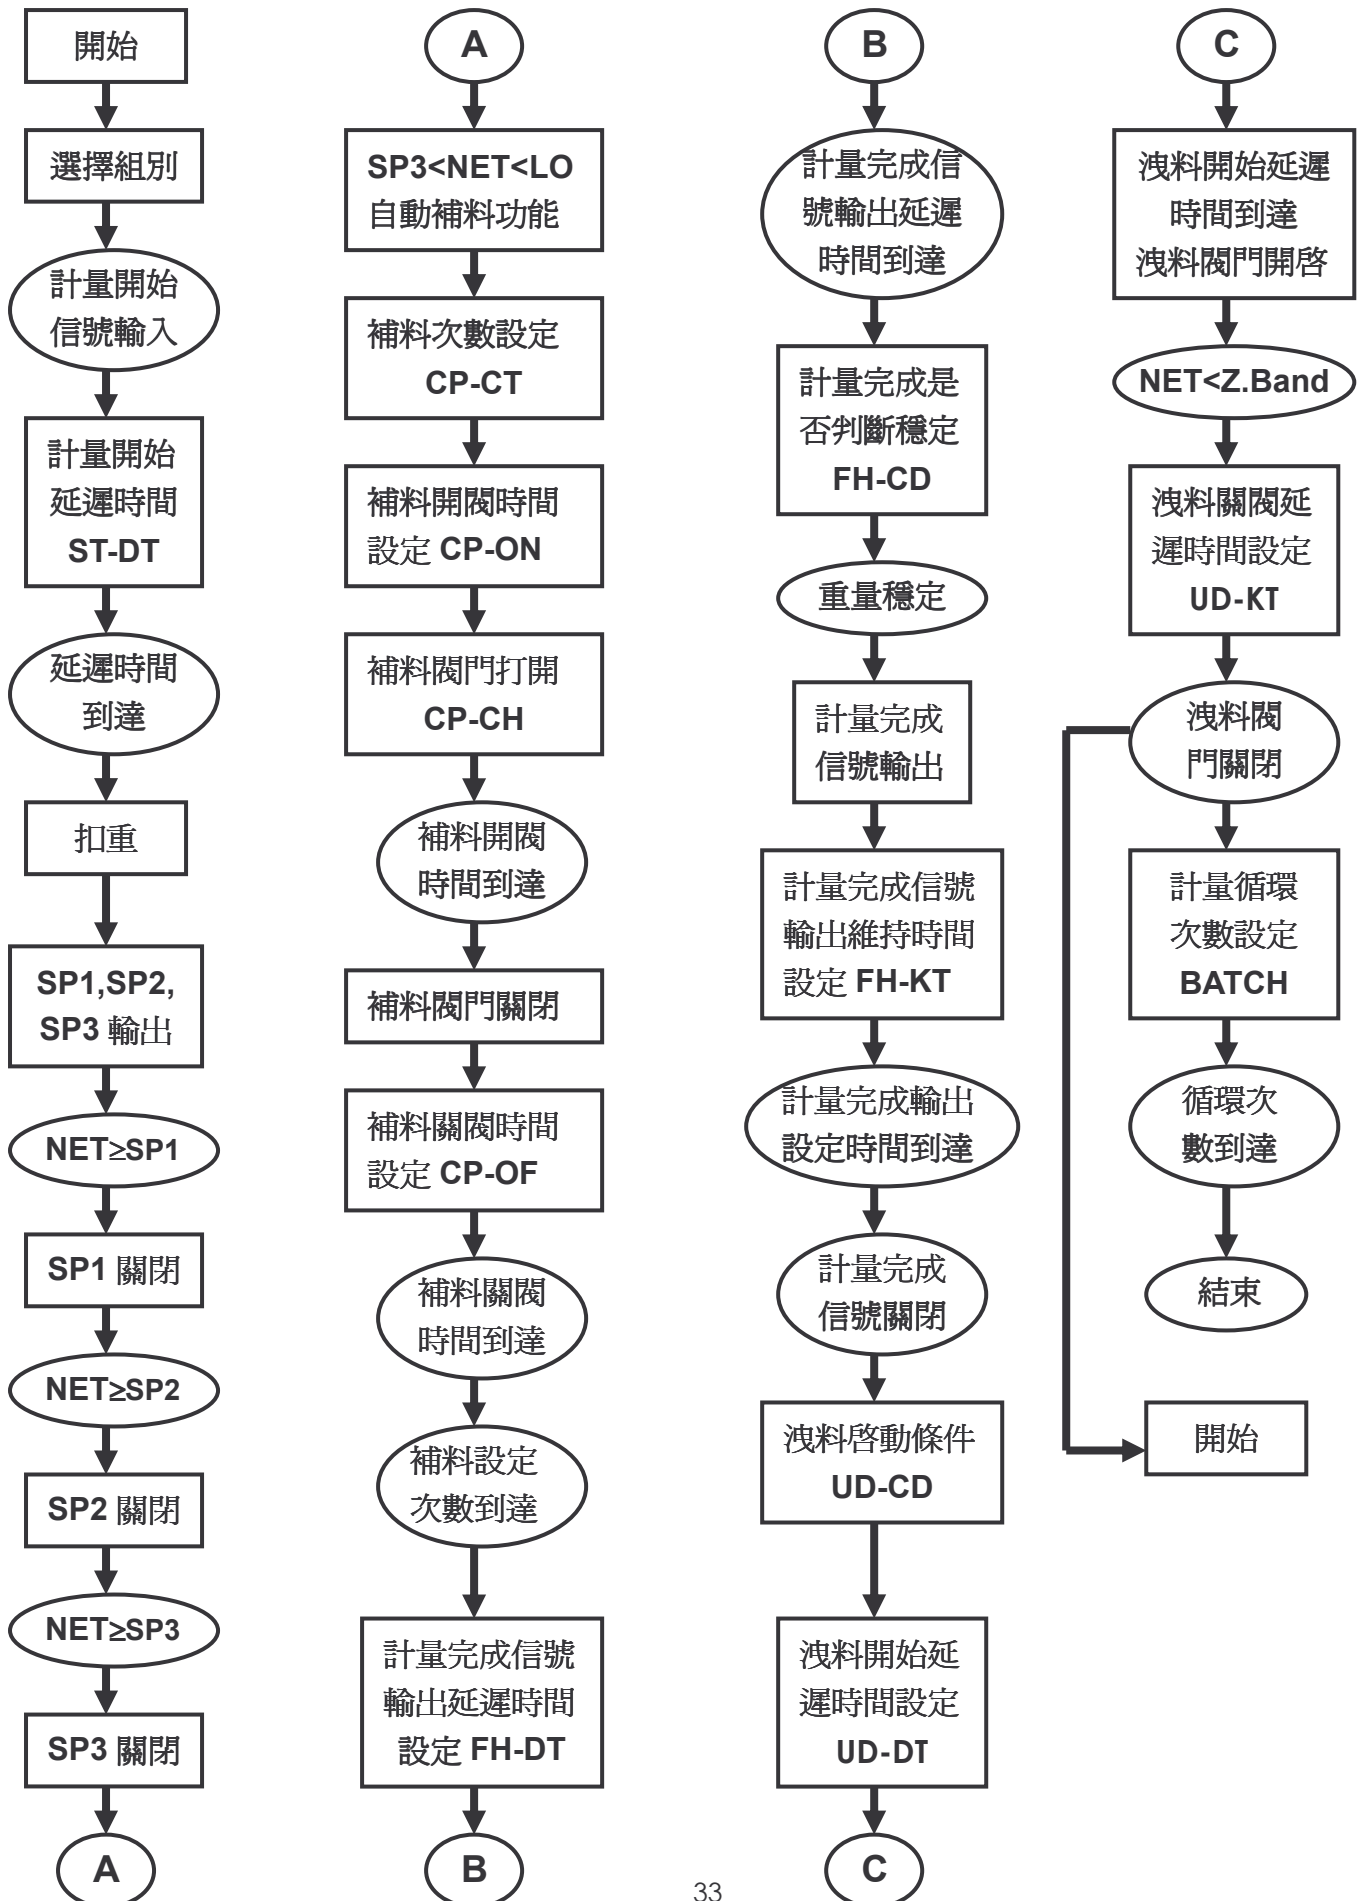 開始
選擇組別
計量開始
信號輸入
計量開始
延遲時間
ST-DT
延遲時間
到達
扣重
SP1,SP2,
SP3 輸出
NET≥SP1
SP1 關閉
NET≥SP2
SP2 關閉
NET≥SP3
SP3 關閉
A
A
SP3<NET<LO
自動補料功能
補料次數設定
CP-CT
補料開閥時間
設定 CP-ON
補料閥門打開
CP-CH
補料開閥
時間到達
補料閥門關閉
補料關閥時間
設定 CP-OF
補料關閥
時間到達
補料設定
次數到達
計量完成信號
輸出延遲時間
設定 FH-DT
B
B
計量完成信
號輸出延遲
時間到達
計量完成是
否判斷穩定
FH-CD
重量穩定
計量完成
信號輸出
計量完成信號
輸出維持時間
設定 FH-KT
計量完成輸出
設定時間到達
計量完成
信號關閉
洩料啓動條件
UD-CD
洩料開始延
遲時間設定
UD-DT
C
C
洩料開始延遲
時間到達
洩料閥門開啓
NET<Z.Band
洩料關閥延
遲時間設定
UD-KT
洩料閥
門關閉
計量循環
次數設定
BATCH
循環次
數到達
結束
開始
33